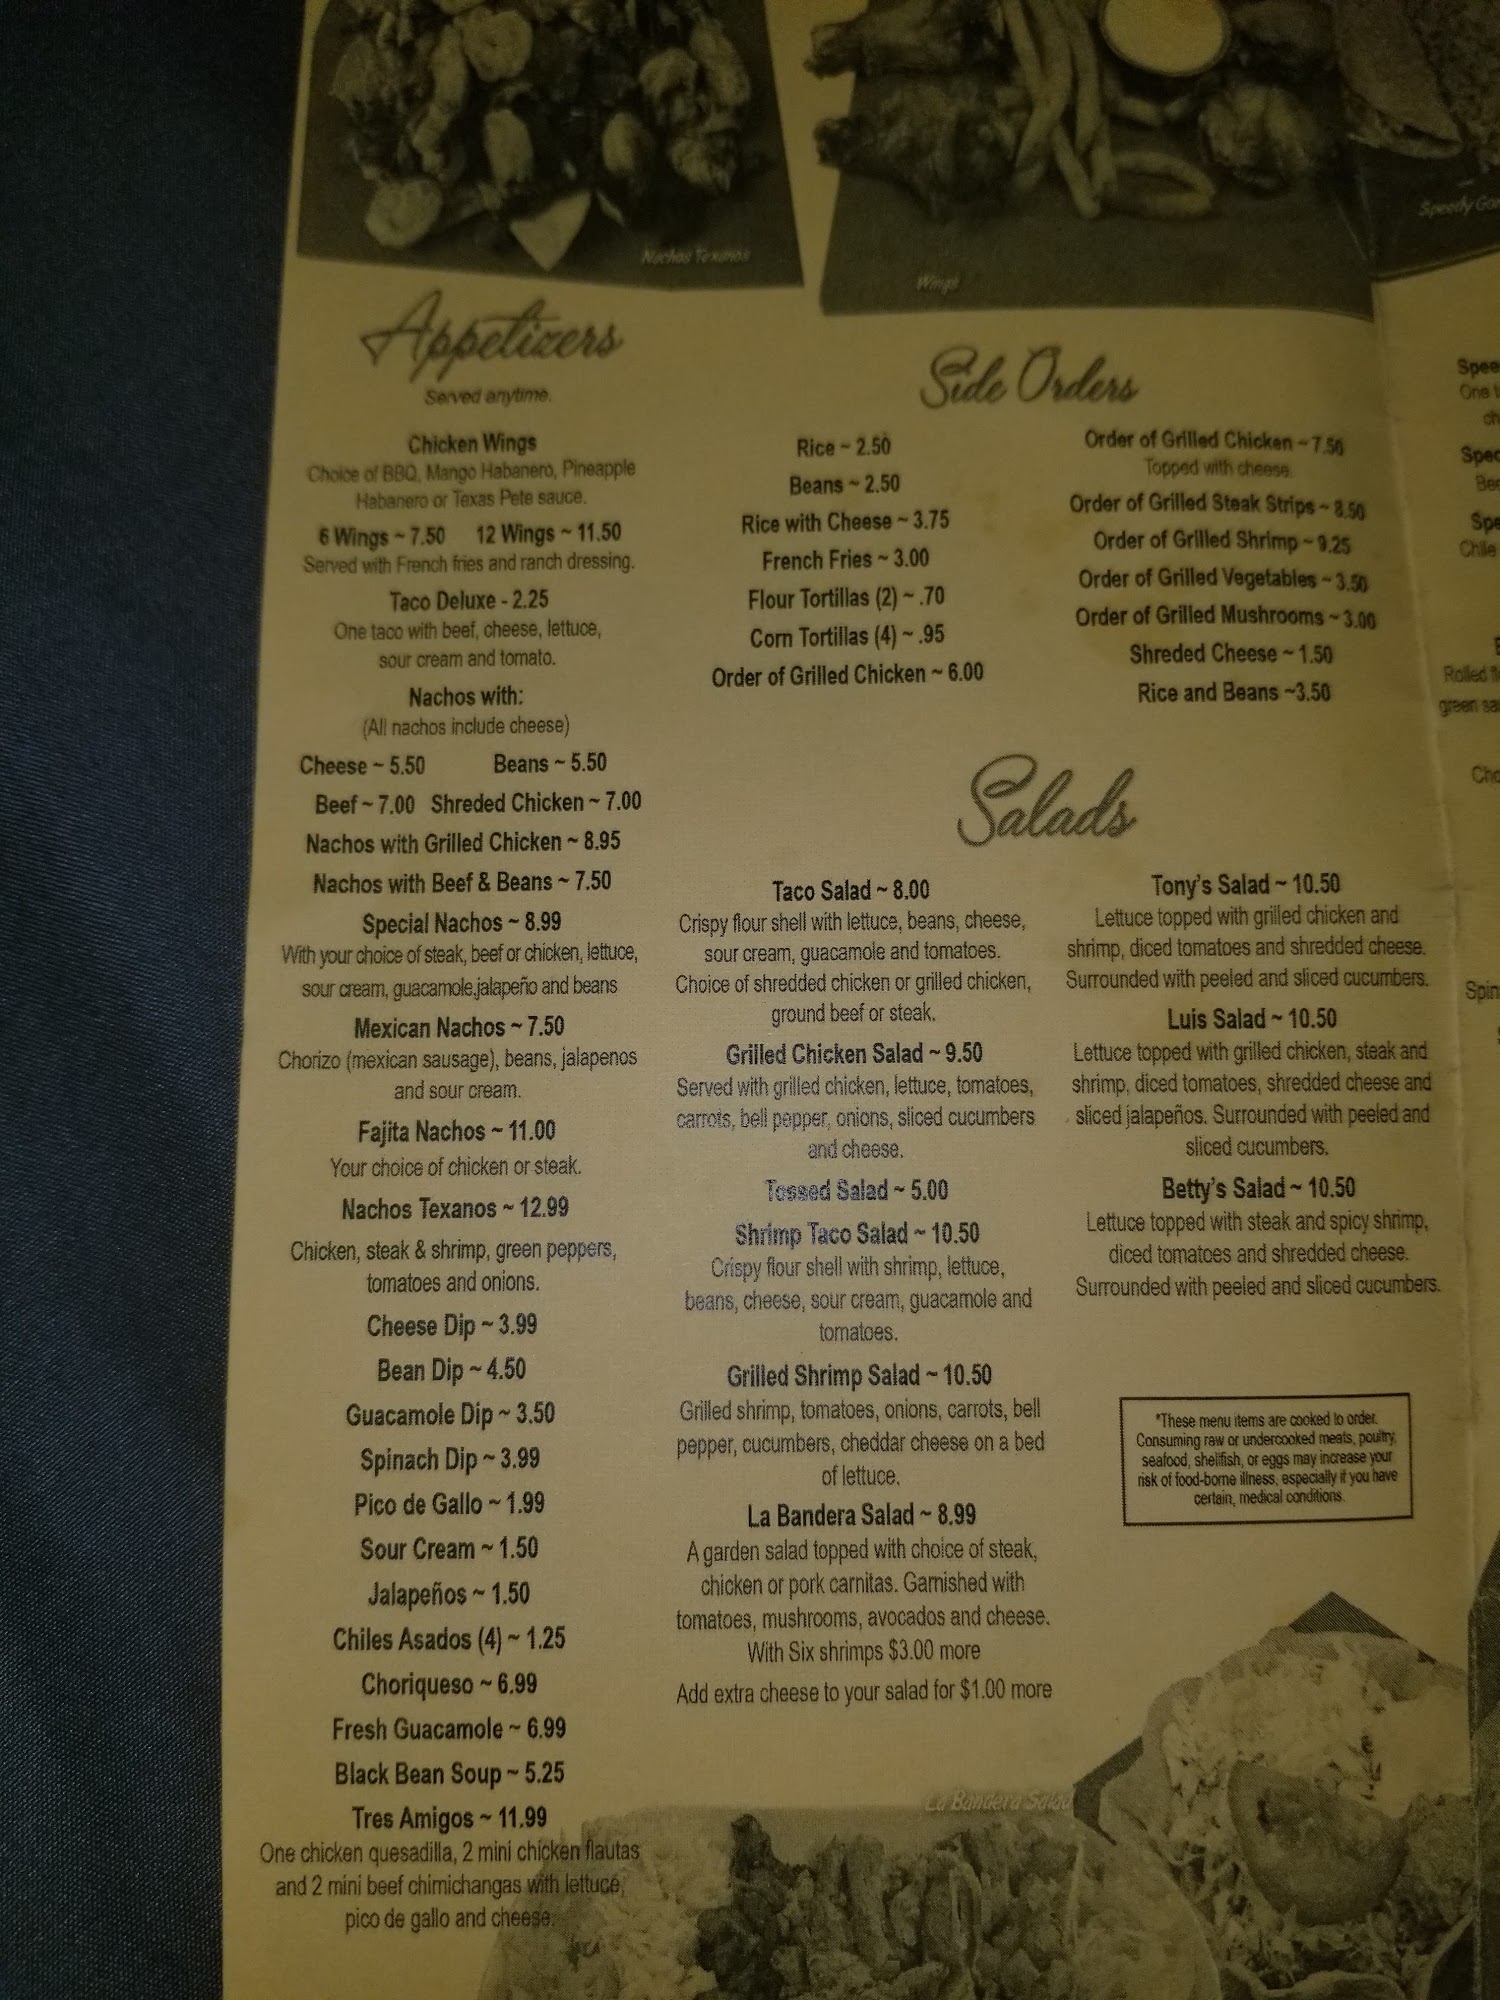 Nachos Texanos
Wings
Appetizers
Served anytime.
Chicken Wings
Choice of BBQ, Mango Habanero, Pineapple
Habanero or Texas Pete sauce.
6 Wings ~ 7.50 12 Wings ~ 11.50
Served with French fries and ranch dressing.
Taco Deluxe - 2.25
One taco with beef, cheese, lettuce,
sour cream and tomato.
Nachos with:
(All nachos include cheese)
Cheese ~ 5.50 Beans ~ 5.50
Beef ~ 7.00 Shreded Chicken ~ 7.00
Nachos with Grilled Chicken ~ 8.95
Nachos with Beef & Beans ~ 7.50
Special Nachos ~ 8.99
With your choice of steak, beef or chicken, lettuce,
sour cream, guacamole,jalapeño and beans
Mexican Nachos ~ 7.50
Chorizo (mexican sausage), beans, jalapenos
and sour cream.
Fajita Nachos ~ 11.00
Your choice of chicken or steak.
Nachos Texanos ~ 12.99
Chicken, steak & shrimp, green peppers,
tomatoes and onions.
Cheese Dip ~ 3.99
Bean Dip ~ 4.50
Guacamole Dip ~ 3.50
Spinach Dip ~ 3.99
Pico de Gallo ~ 1.99
Sour Cream ~ 1.50
Jalapeños ~ 1.50
Chiles Asados (4) ~ 1.25
Choriqueso ~ 6.99
Fresh Guacamole ~ 6.99
Black Bean Soup ~ 5.25
Tres Amigos ~ 11.99
One chicken quesadilla, 2 mini chicken flautas
and 2 mini beef chimichangas with lettuce,
pico de gallo and cheese.
Side Orders
Rice ~ 2.50
Beans ~ 2.50
Rice with Cheese ~ 3.75
French Fries ~ 3.00
Flour Tortillas (2) ~ .70
Corn Tortillas (4) ~ .95
Order of Grilled Chicken ~ 6.00
Order of Grilled Chicken ~ 7.50
Topped with cheese.
Order of Grilled Steak Strips ~ 8.50
Order of Grilled Shrimp ~ 9.25
Order of Grilled Vegetables ~ 3.50
Order of Grilled Mushrooms ~ 3.00
Shreded Cheese ~ 1.50
Rice and Beans ~3.50
Salads
Taco Salad ~ 8.00
Crispy flour shell with lettuce, beans, cheese,
sour cream, guacamole and tomatoes.
Choice of shredded chicken or grilled chicken,
ground beef or steak.
Grilled Chicken Salad ~ 9.50
Served with grilled chicken, lettuce, tomatoes,
carrots, bell pepper, onions, sliced cucumbers
and cheese.
Tossed Salad ~ 5.00
Shrimp Taco Salad ~ 10.50
Crispy flour shell with shrimp, lettuce,
beans, cheese, sour cream, guacamole and
tomatoes.
Grilled Shrimp Salad ~ 10.50
Grilled shrimp, tomatoes, onions, carrots, bell
pepper, cucumbers, cheddar cheese on a bed
of lettuce.
La Bandera Salad ~ 8.99
A garden salad topped with choice of steak,
chicken or pork carnitas. Garnished with
tomatoes, mushrooms, avocados and cheese.
With Six shrimps $3.00 more
Add extra cheese to your salad for $1.00 more
Tony's Salad ~ 10.50
Lettuce topped with grilled chicken and
shrimp, diced tomatoes and shredded cheese.
Surrounded with peeled and sliced cucumbers.
Luis Salad ~ 10.50
Lettuce topped with grilled chicken, steak and
shrimp, diced tomatoes, shredded cheese and
sliced jalapeños. Surrounded with peeled and
sliced cucumbers.
Betty's Salad ~ 10.50
Lettuce topped with steak and spicy shrimp,
diced tomatoes and shredded cheese.
Surrounded with peeled and sliced cucumbers.
*These menu items are cooked to order.
Consuming raw or undercooked meats, poultry,
seafood, shellfish, or eggs may increase your
risk of food-borne illness, especially if you have
certain, medical conditions.
La Bandera Salad
Speedy
One
Chile
Rolled
green